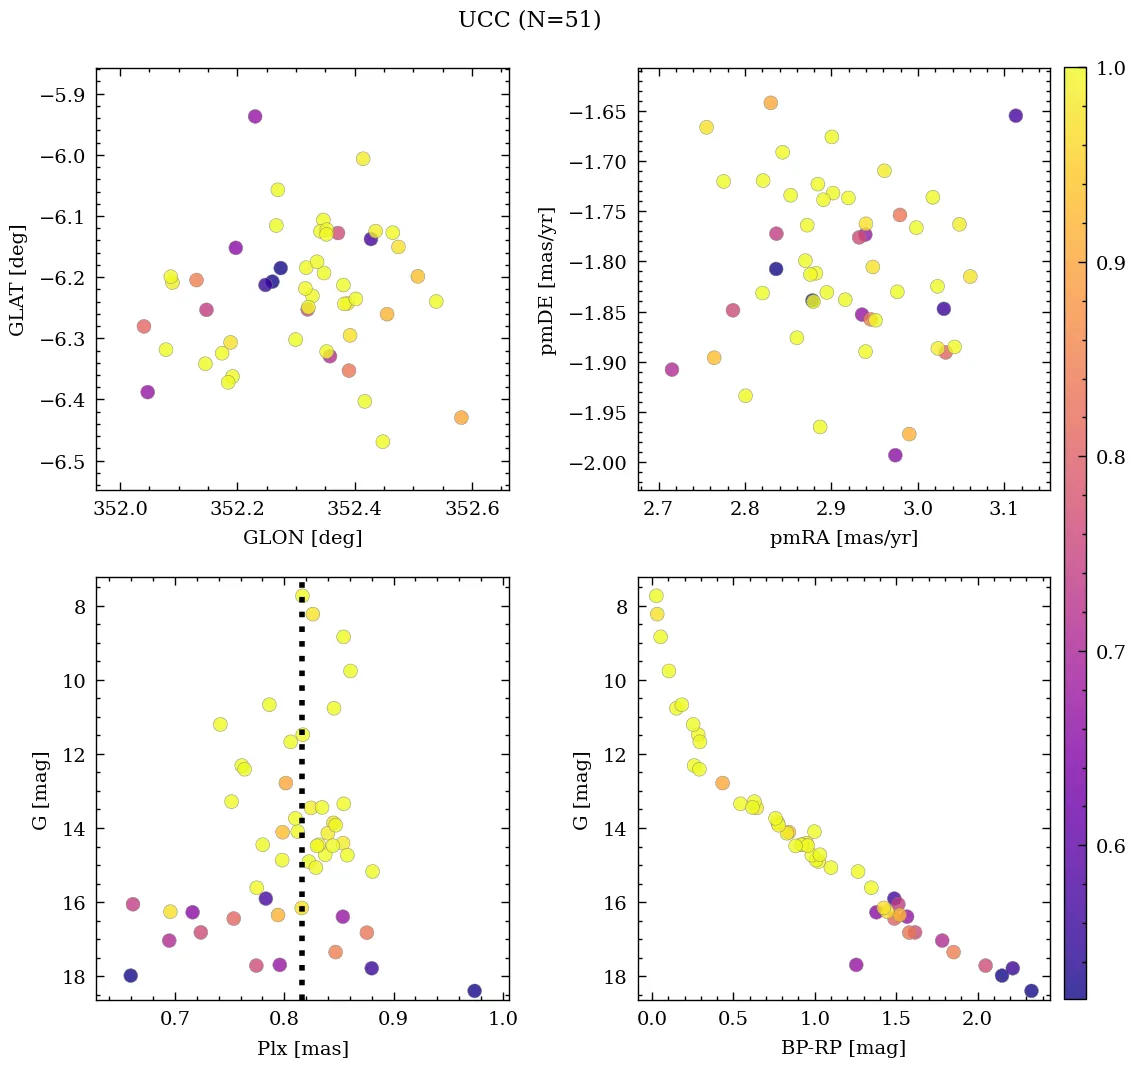 UCC (N=51)
−5.9
−6.0
−6.1
−6.2
−6.3
−6.4
−6.5
GLAT [deg]
352.0 352.2 352.4 352.6
GLON [deg]
−1.65
−1.70
−1.75
−1.80
−1.85
−1.90
−1.95
−2.00
pmDE [mas/yr]
2.7 2.8 2.9 3.0 3.1
pmRA [mas/yr]
1.0
0.9
0.8
0.7
0.6
8
10
12
14
16
18
G [mag]
0.7 0.8 0.9 1.0
Plx [mas]
8
10
12
14
16
18
G [mag]
0.0 0.5 1.0 1.5 2.0
BP-RP [mag]